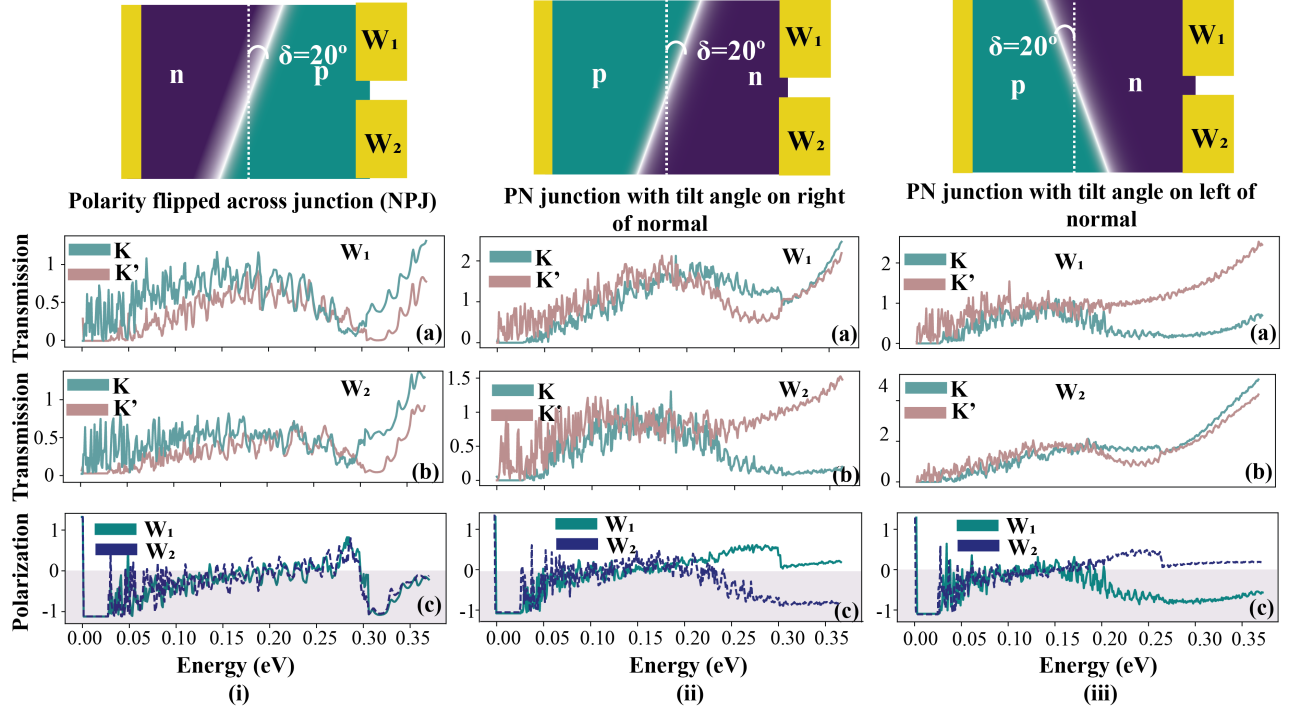 n
δ=20°
p
W₁
W₂
p
δ=20°
n
W₁
W₂
δ=20°
p
n
W₁
W₂
Polarity flipped across junction (NPJ)
PN junction with tilt angle on right
of normal
PN junction with tilt angle on left of
normal
Transmission
1
0.5
0
K
K'
W₁
(a)
Transmission
1
0.5
0
K
K'
W₂
(b)
Polarization
1
0
-1
W₁
W₂
(c)
0.00 0.05 0.10 0.15 0.20 0.25 0.30 0.35
Energy (eV)
(i)
2
1
0
K
K'
W₁
(a)
1.5
1
0.5
0
K
K'
W₂
(b)
1
0
-1
W₁
W₂
(c)
0.00 0.05 0.10 0.15 0.20 0.25 0.30 0.35
Energy (eV)
(ii)
2
1
0
K
K'
W₁
(a)
4
2
0
K
K'
W₂
(b)
1
0
-1
W₁
W₂
(c)
0.00 0.05 0.10 0.15 0.20 0.25 0.30 0.35
Energy (eV)
(iii)